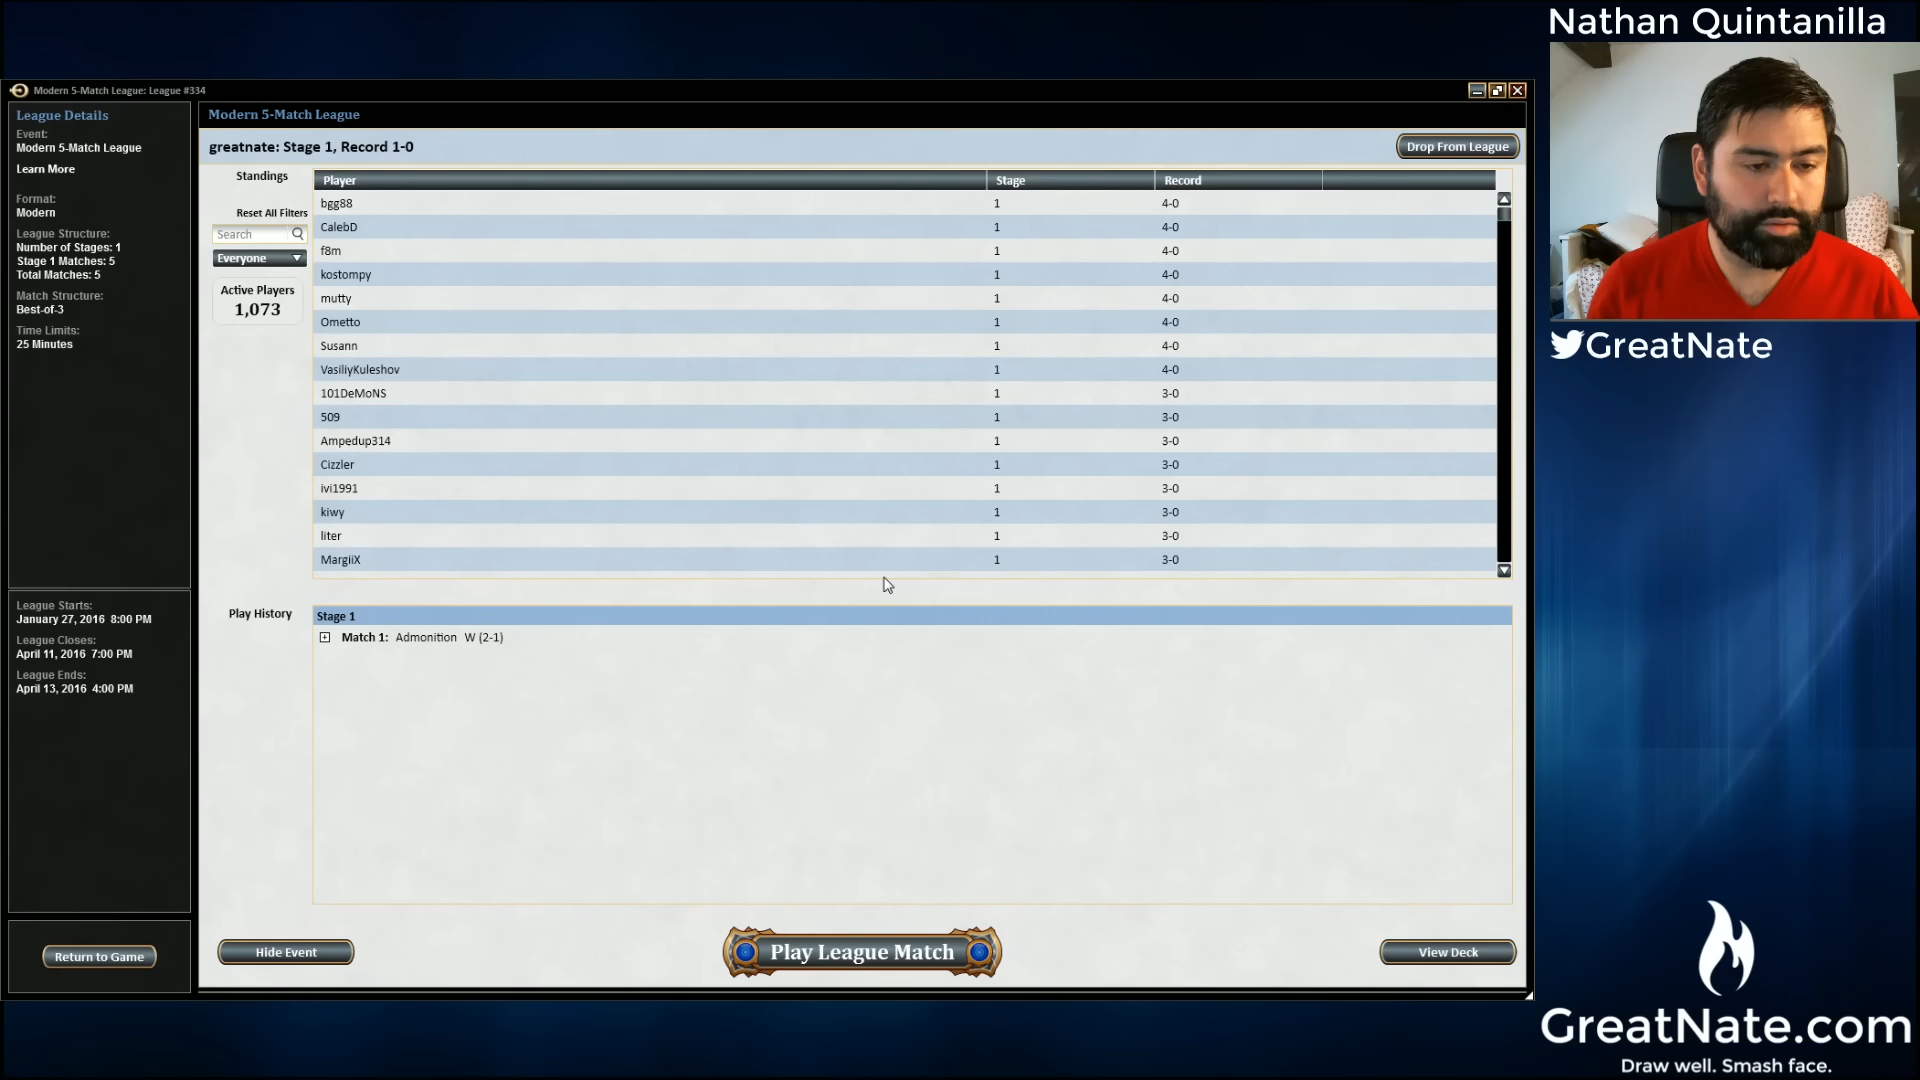 Nathan Quintanilla
Modern 5-Match League: League #334
League Details
Event:
Modern 5-Match League
Learn More
Format:
Modern
League Structure:
Number of Stages: 1
Stage 1 Matches: 5
Total Matches: 5
Match Structure:
Best-of-3
Time Limits:
25 Minutes
League Starts:
January 27, 2016 8:00 PM
League Closes:
April 11, 2016 7:00 PM
League Ends:
April 13, 2016 4:00 PM
Return to Game
Modern 5-Match League
greatnate: Stage 1, Record 1-0
Drop From League
Standings
Reset All Filters
Search
Everyone
Active Players
1,073
Player Stage Record
bgg88 1 4-0
CalebD 1 4-0
f8m 1 4-0
kostompy 1 4-0
mutty 1 4-0
Ometto 1 4-0
Susann 1 4-0
VasiliyKuleshov 1 4-0
101DeMoNS 1 3-0
509 1 3-0
Ampedup314 1 3-0
Cizzler 1 3-0
ivi1991 1 3-0
kiwy 1 3-0
liter 1 3-0
MargiiX 1 3-0
Play History
Stage 1
Match 1: Admonition W (2-1)
Hide Event
Play League Match
View Deck
GreatNate
GreatNate.com
Draw well. Smash face.